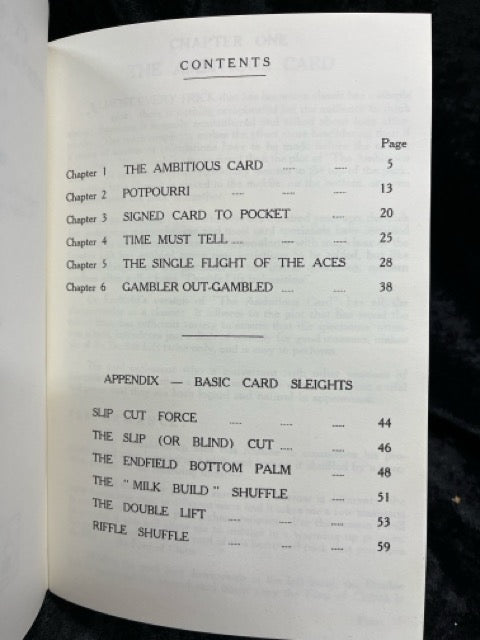 CONTENTS
Page
Chapter 1 THE AMBITIOUS CARD .... .... 5
Chapter 2 POTPOURRI .... .... .... 13
Chapter 3 SIGNED CARD TO POCKET .... 20
Chapter 4 TIME MUST TELL .... .... .... 25
Chapter 5 THE SINGLE FLIGHT OF THE ACES 28
Chapter 6 GAMBLER OUT-GAMBLED .... .... 38
APPENDIX — BASIC CARD SLEIGHTS
SLIP CUT FORCE .... .... .... 44
THE SLIP (OR BLIND) CUT .... .... 46
THE ENDFIELD BOTTOM PALM .... 48
THE "MILK BUILD" SHUFFLE .... 51
THE DOUBLE LIFT .... .... .... 53
RIFFLE SHUFFLE .... .... .... 59